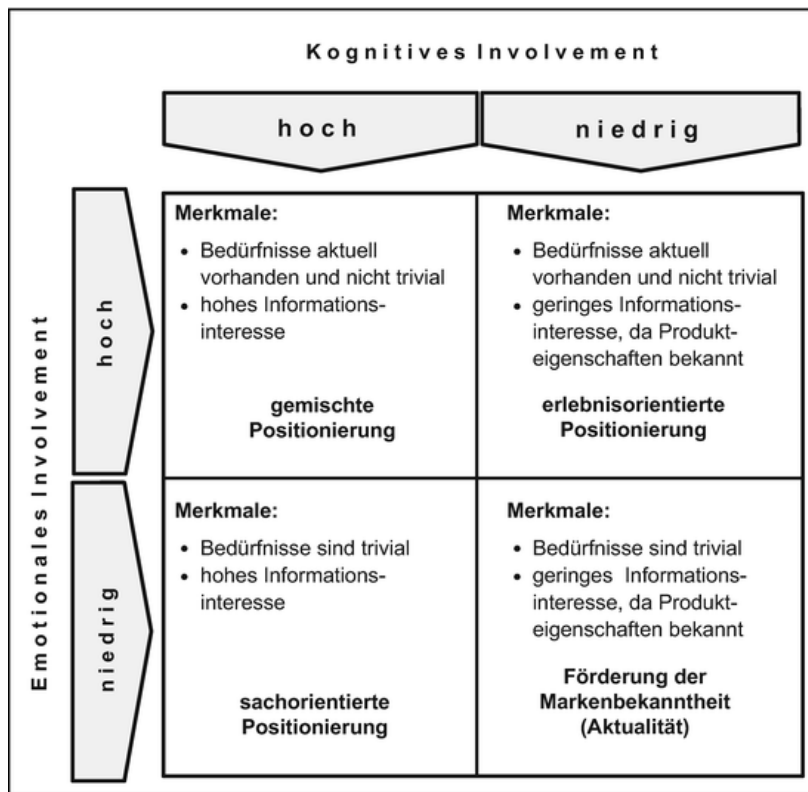 Kognitives Involvement
hoch
niedrig
Emotionales Involvement
hoch
Merkmale:
• Bedürfnisse aktuell
vorhanden und nicht trivial
• hohes Informations-
interesse
gemischte
Positionierung
Merkmale:
• Bedürfnisse aktuell
vorhanden und nicht trivial
• geringes Informations-
interesse, da Produkt-
eigenschaften bekannt
erlebnisorientierte
Positionierung
niedrig
Merkmale:
• Bedürfnisse sind trivial
• hohes Informations-
interesse
sachorientierte
Positionierung
Merkmale:
• Bedürfnisse sind trivial
• geringes Informations-
interesse, da Produkt-
eigenschaften bekannt
Förderung der
Markenbekanntheit
(Aktualität)